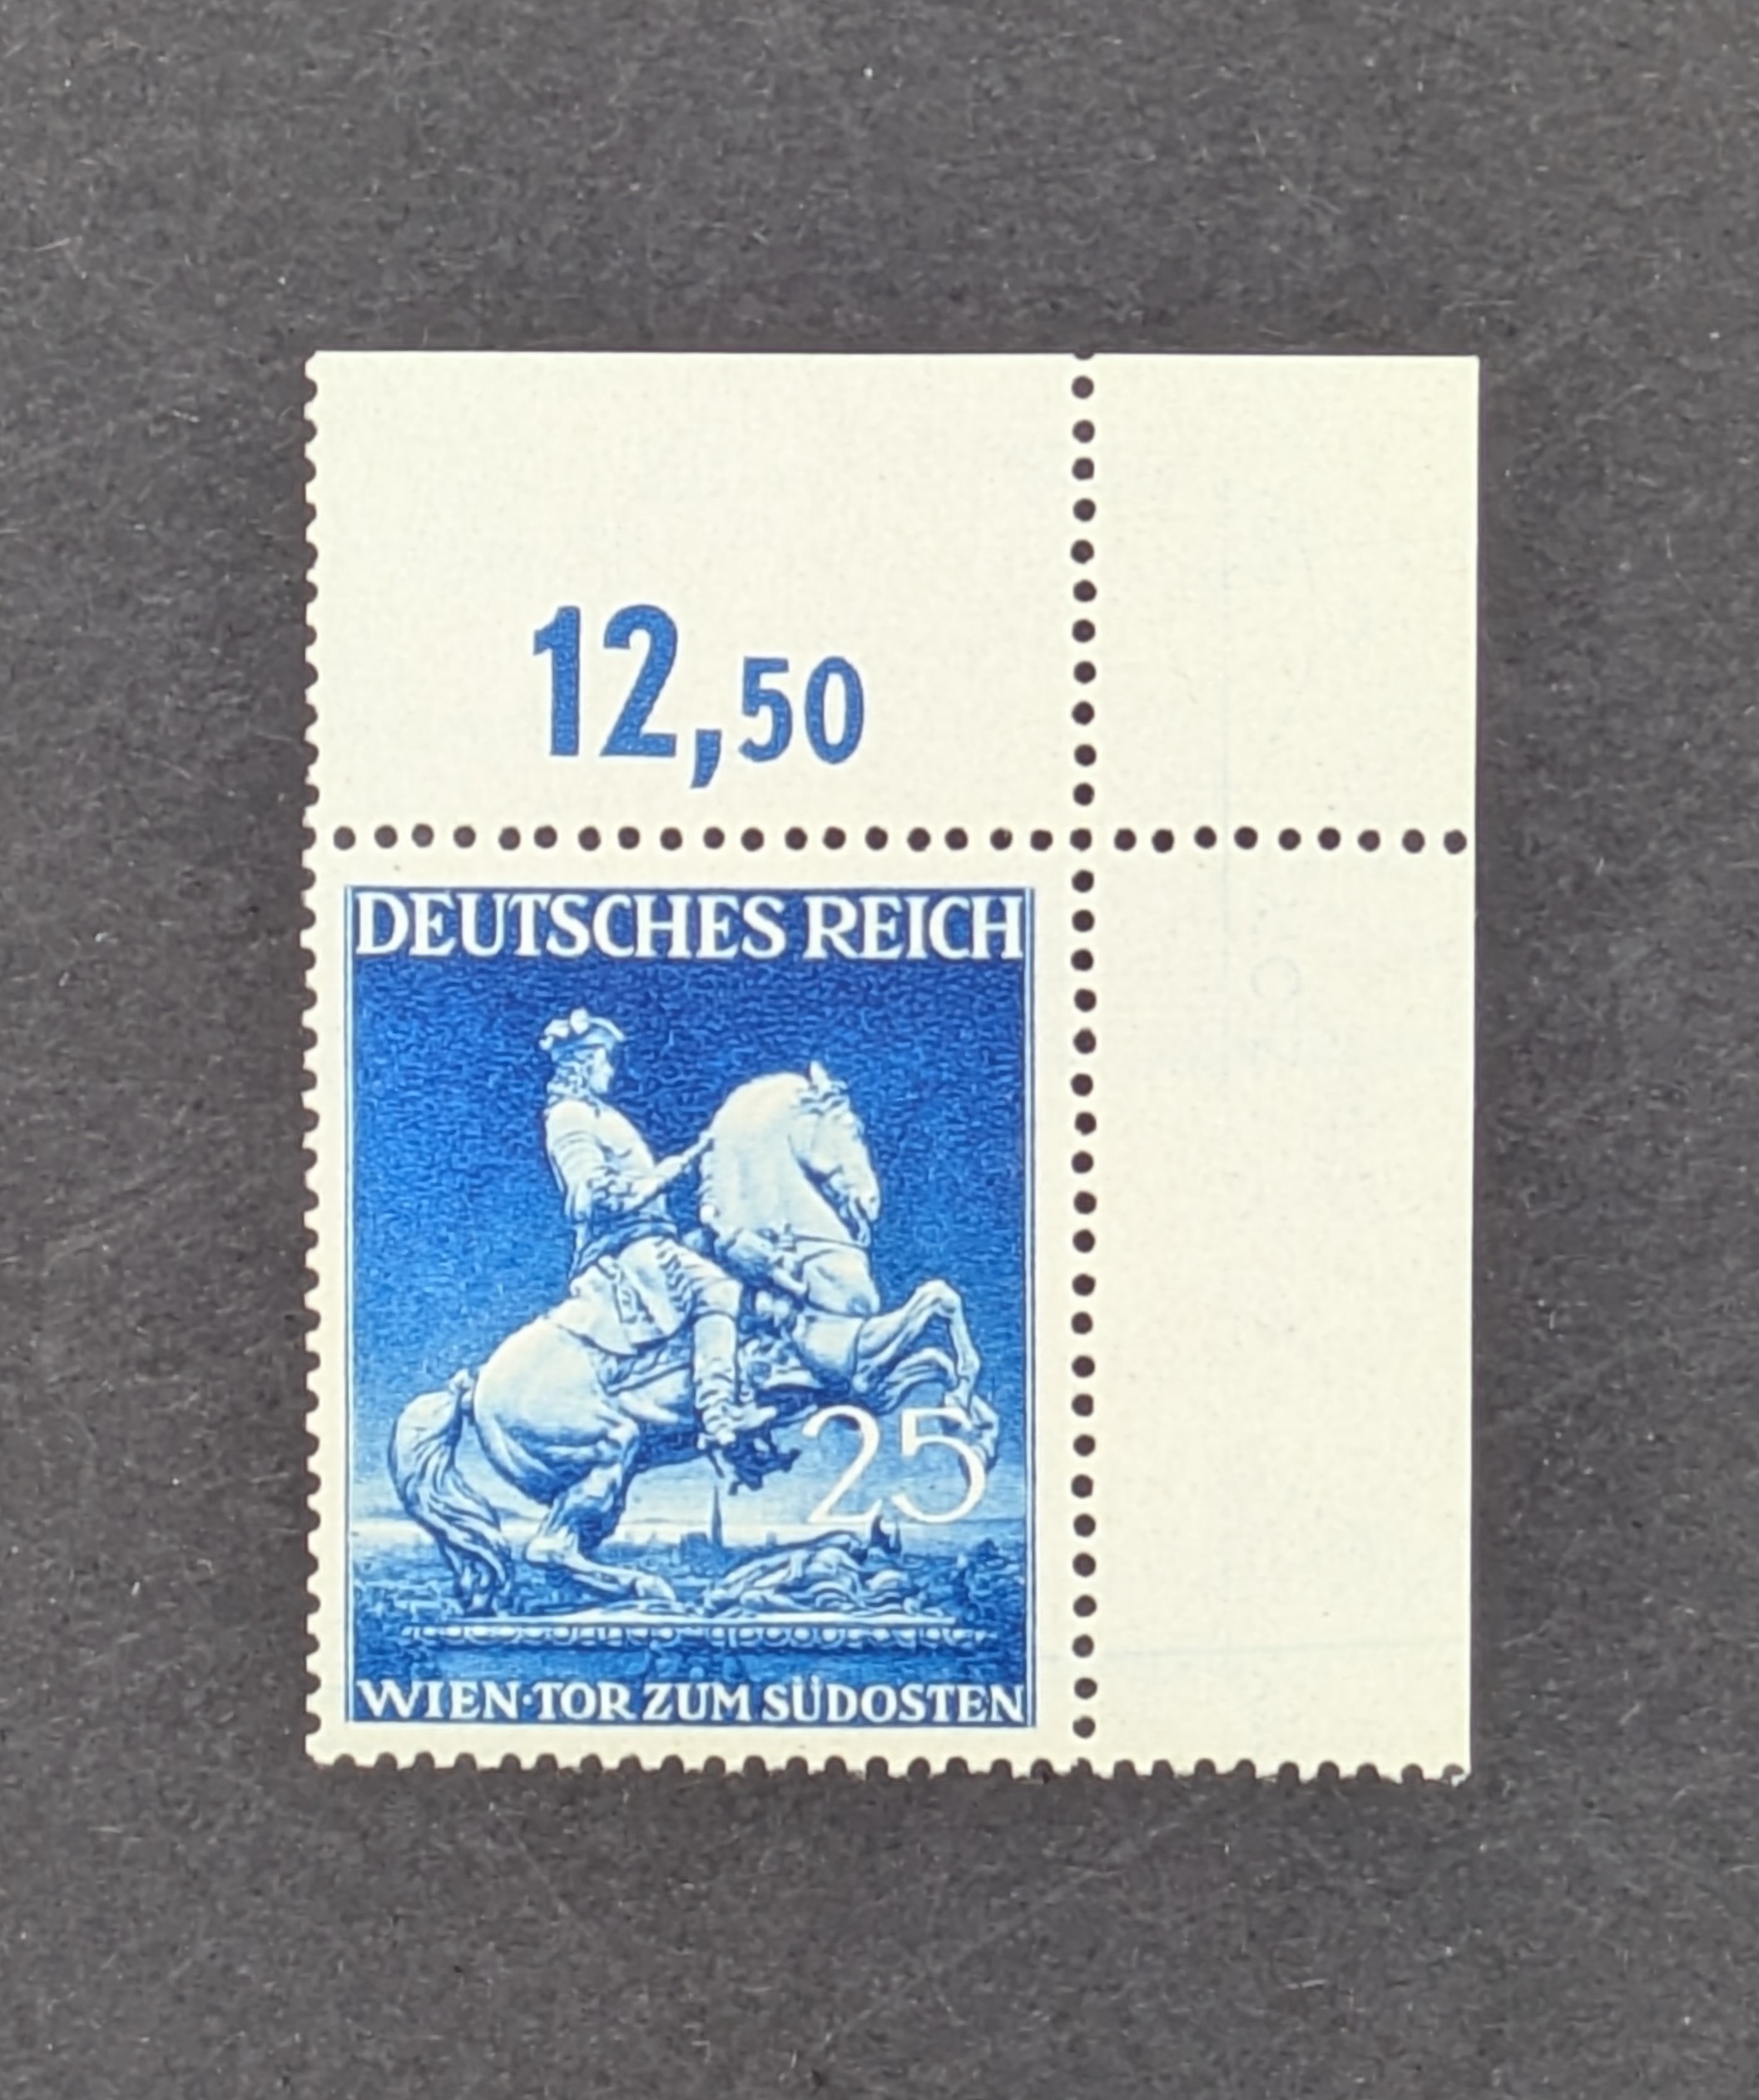 12,50
DEUTSCHES REICH
25
WIEN·TOR ZUM SÜDOSTEN